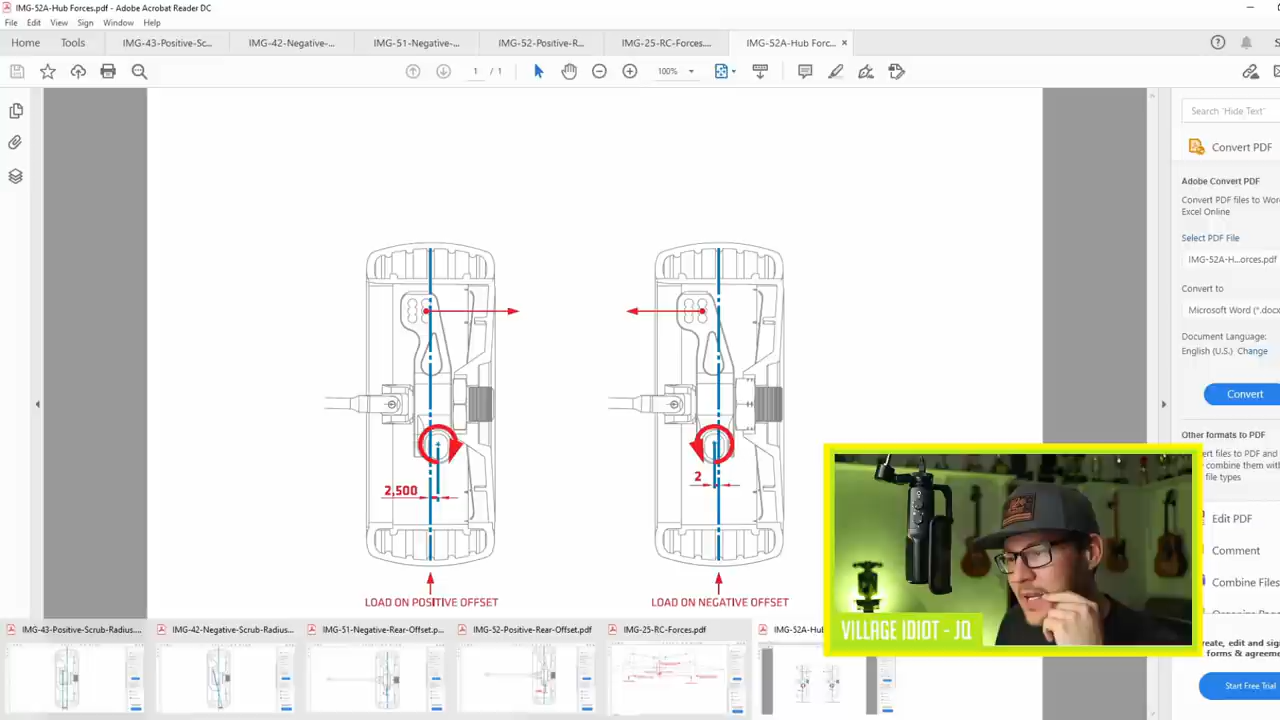 IMG-52A-Hub Forces.pdf - Adobe Acrobat Reader DC
File Edit View Sign Window Help
Home Tools IMG-43-Positive-Sc... IMG-42-Negative-... IMG-51-Negative-... IMG-52-Positive-R... IMG-25-RC-Forces.... IMG-52A-Hub Forc... ×
1 / 1 100%
Search "Hide Text"
Convert PDF
Adobe Convert PDF
Convert PDF files to
Excel Online
Select PDF File
IMG-52A-H...orces.pdf
Convert to
Microsoft Word (*.docx
Document Language:
English (U.S.) Change
Convert
Other formats to PDF
Edit PDF
Comment
Combine Files
2,500
2
LOAD ON POSITIVE OFFSET
LOAD ON NEGATIVE OFFSET
VILLAGE IDIOT - JQ
IMG-43-Positive-Scrub-Radius....
IMG-42-Negative-Scrub-Radius...
IMG-51-Negative-Rear-Offset.p...
IMG-52-Positive-Rear-Offset.pdf
IMG-25-RC-Forces.pdf
IMG-52A-Hub
Start Free Trial